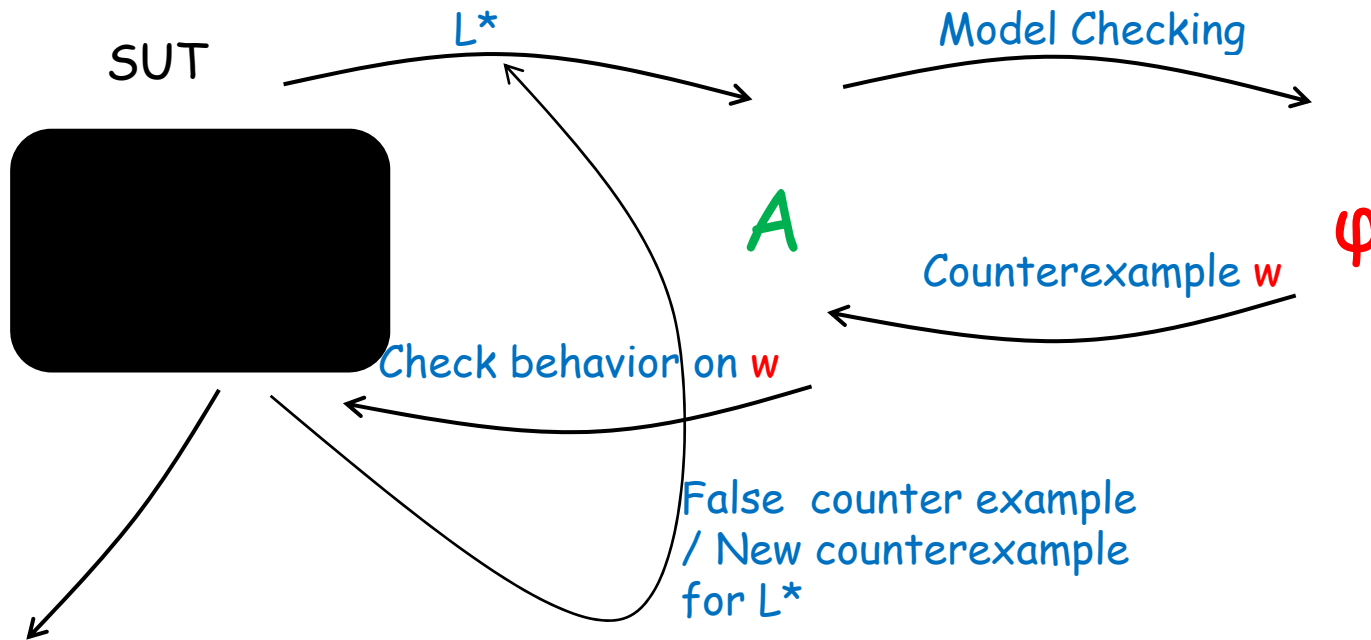 L*
Model Checking
SUT
A
φ
Counterexample w
Check behavior on w
False counter example
/ New counterexample
for L*